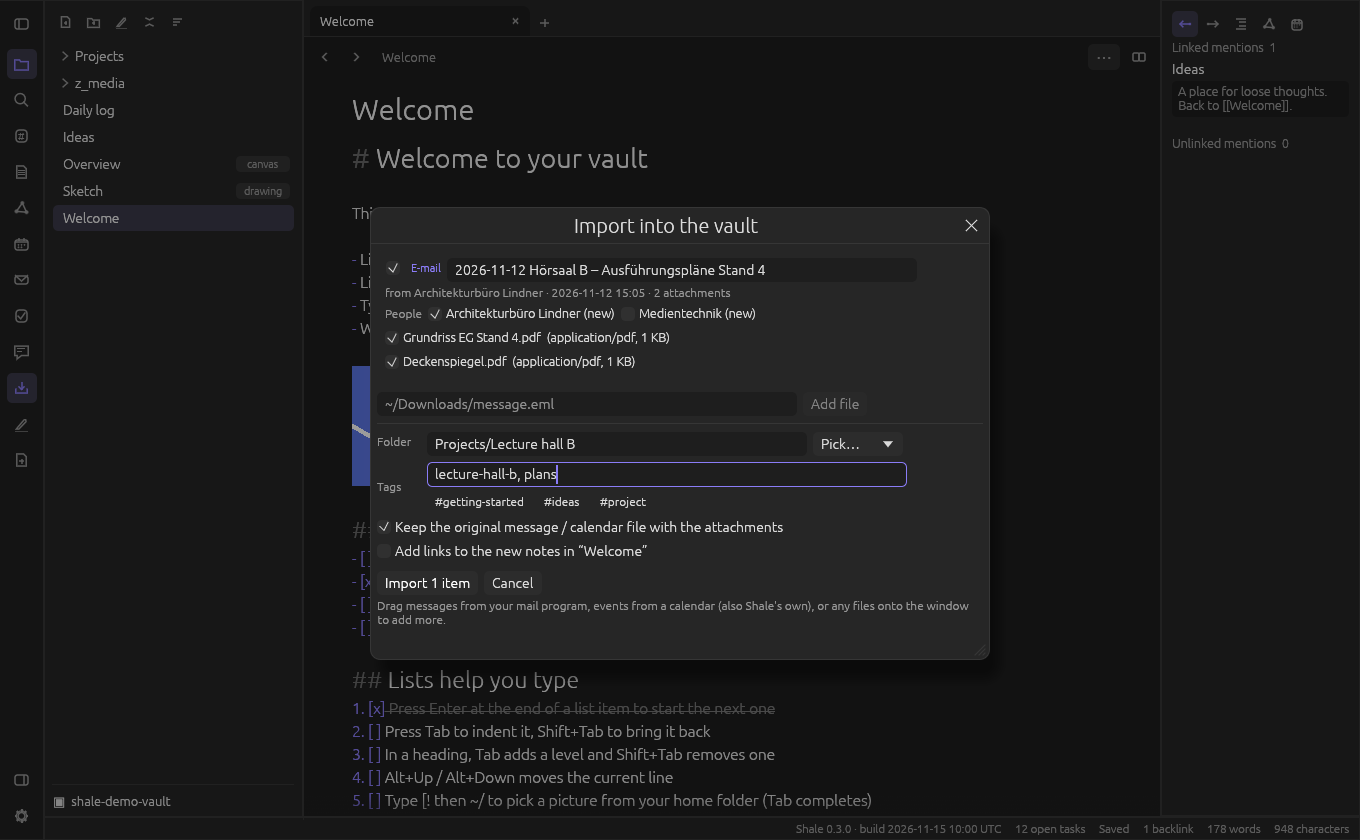 Welcome ×
Projects
z_media
Daily log
Ideas
Overview canvas
Sketch drawing
Welcome
shale-demo-vault
Welcome
Welcome
# Welcome to your vault
Import into the vault
E-mail 2026-11-12 Hörsaal B – Ausführungspläne Stand 4
from Architekturbüro Lindner · 2026-11-12 15:05 · 2 attachments
People Architekturbüro Lindner (new) Medientechnik (new)
Grundriss EG Stand 4.pdf (application/pdf, 1 KB)
Deckenspiegel.pdf (application/pdf, 1 KB)
~/Downloads/message.eml Add file
Folder Projects/Lecture hall B Pick…
Tags lecture-hall-b, plans
#getting-started #ideas #project
Keep the original message / calendar file with the attachments
Add links to the new notes in “Welcome”
Import 1 item Cancel
Drag messages from your mail program, events from a calendar (also Shale's own), or any files onto the window
to add more.
## Lists help you type
1. [x] Press Enter at the end of a list item to start the next one
2. [ ] Press Tab to indent it, Shift+Tab to bring it back
3. [ ] In a heading, Tab adds a level and Shift+Tab removes one
4. [ ] Alt+Up / Alt+Down moves the current line
5. [ ] Type [! then ~/ to pick a picture from your home folder (Tab completes)
Linked mentions 1
Ideas
A place for loose thoughts.
Back to [[Welcome]].
Unlinked mentions 0
Shale 0.3.0 · build 2026-11-15 10:00 UTC 12 open tasks Saved 1 backlink 178 words 948 characters